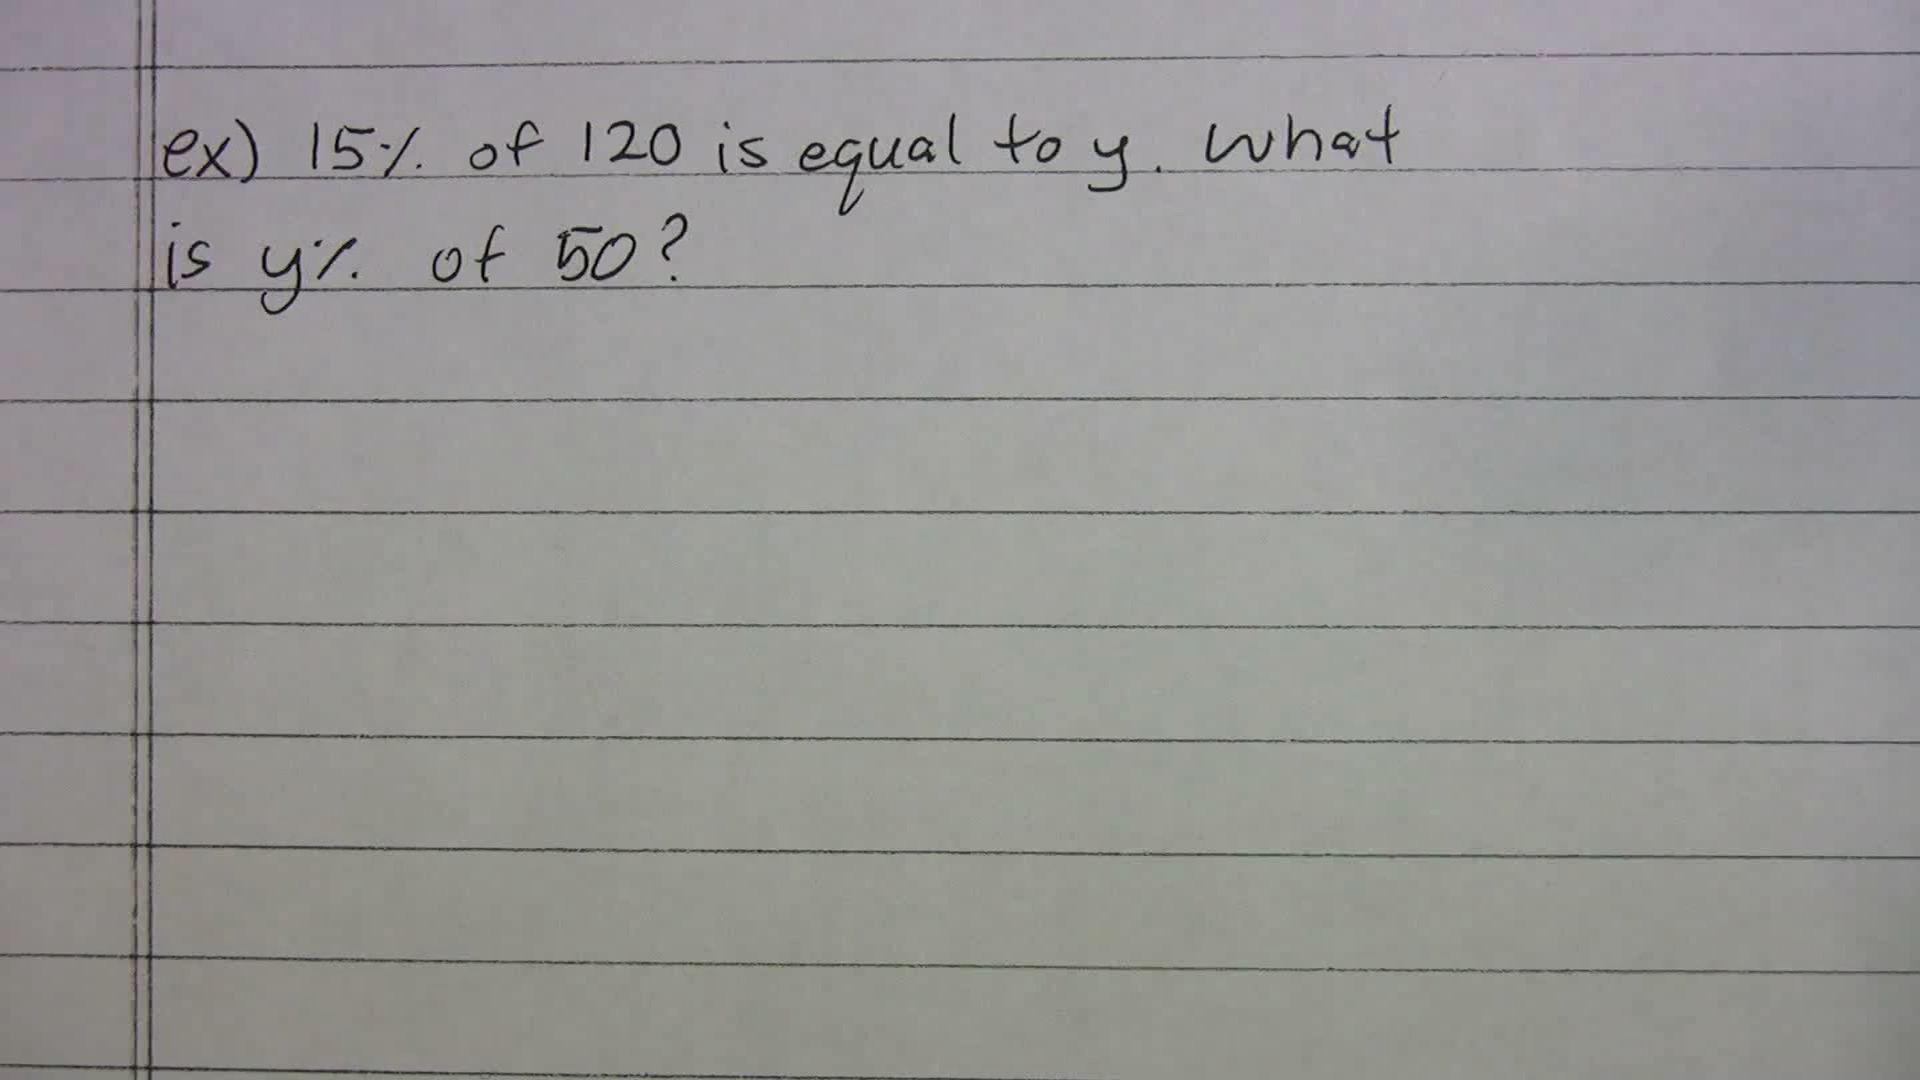 ex) 15% of 120 is equal to y. What
is y% of 50?